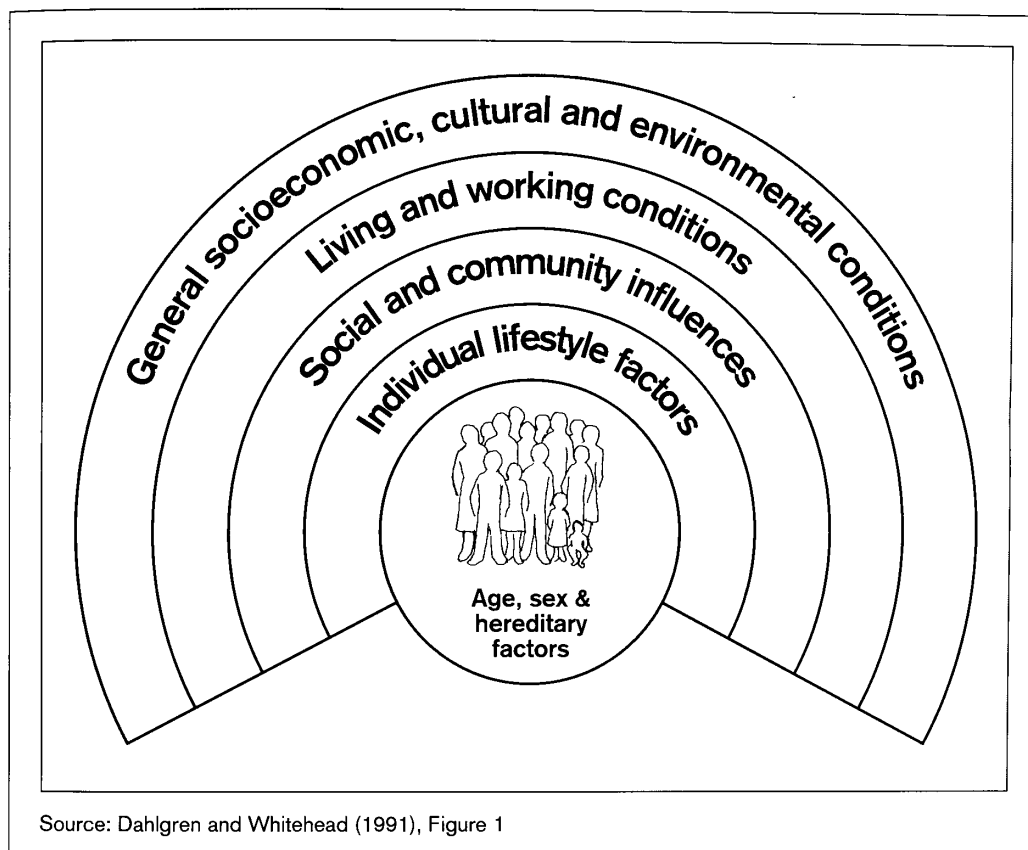 General socioeconomic, cultural and environmental conditions
Living and working conditions
Social and community influences
Individual lifestyle factors
Age, sex &
hereditary
factors
Source: Dahlgren and Whitehead (1991), Figure 1